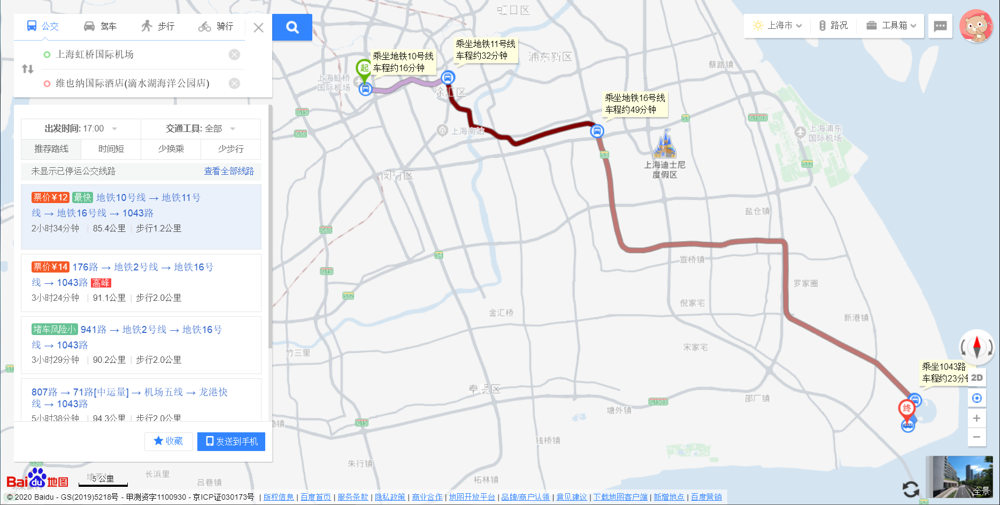 公交
驾车
步行
骑行
上海虹桥国际机场
维也纳国际酒店(滴水湖海洋公园店)
出发时间: 17:00
交通工具: 全部
推荐路线
时间短
少换乘
少步行
未显示已停运公交线路
查看全部线路
票价¥12 最快 地铁10号线 → 地铁11号
线 → 地铁16号线 → 1043路
2小时34分钟 | 85.4公里 | 步行1.2公里
票价¥14 176路 → 地铁2号线 → 地铁16号
线 → 1043路 高峰
3小时24分钟 | 91.1公里 | 步行2.0公里
堵车风险小 941路 → 地铁2号线 → 地铁16号
线 → 1043路
3小时29分钟 | 90.2公里 | 步行2.0公里
807路 → 71路[中运量] → 机场五线 → 龙港快
线 → 1043路
5小时38分钟 | 94.3公里 | 步行2.0公里
收藏
发送到手机
上海市
路况
工具箱
虹口区
浦东新区
蔡路镇
乘坐地铁11号线
车程约32分钟
乘坐地铁10号线
车程约16分钟
起
上海虹桥
国际机场
徐汇区
乘坐地铁16号线
车程约49分钟
G15
G50
S1
G1503
上海南站
上海浦东
国际机场
S3
S32
上海迪士尼
度假区
闵行区
盐仓镇
G60
S4
宣桥镇
G15
罗家圈
S32
金汇桥
倪家宅
新港镇
竹三里
宋家宅
乘坐1043路
车程约23分钟
2D
奉贤区
G1503
邵厂镇
塘外镇
终
G15
钱桥镇
朱行镇
长浜里
吕巷镇
柘林镇
Bai du 地图
5公里
全景
© 2020 Baidu - GS(2019)5218号 - 甲测资字1100930 - 京ICP证030173号 | 版权信息 | 百度首页 | 服务条款 | 隐私政策 | 商业合作 | 地图开放平台 | 品牌/商户认领 | 意见建议 | 下载地图客户端 | 新增地点 | 百度营销